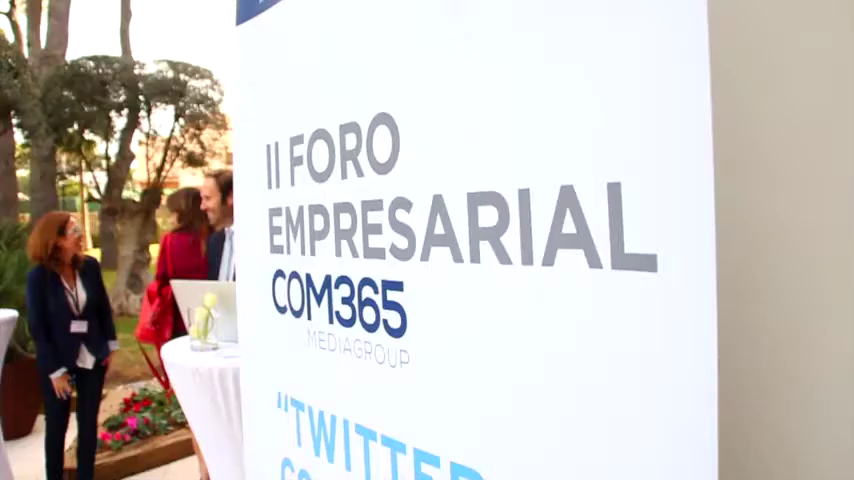 II FORO
EMPRESARIAL
COM365
MEDIAGROUP
“TWITTER